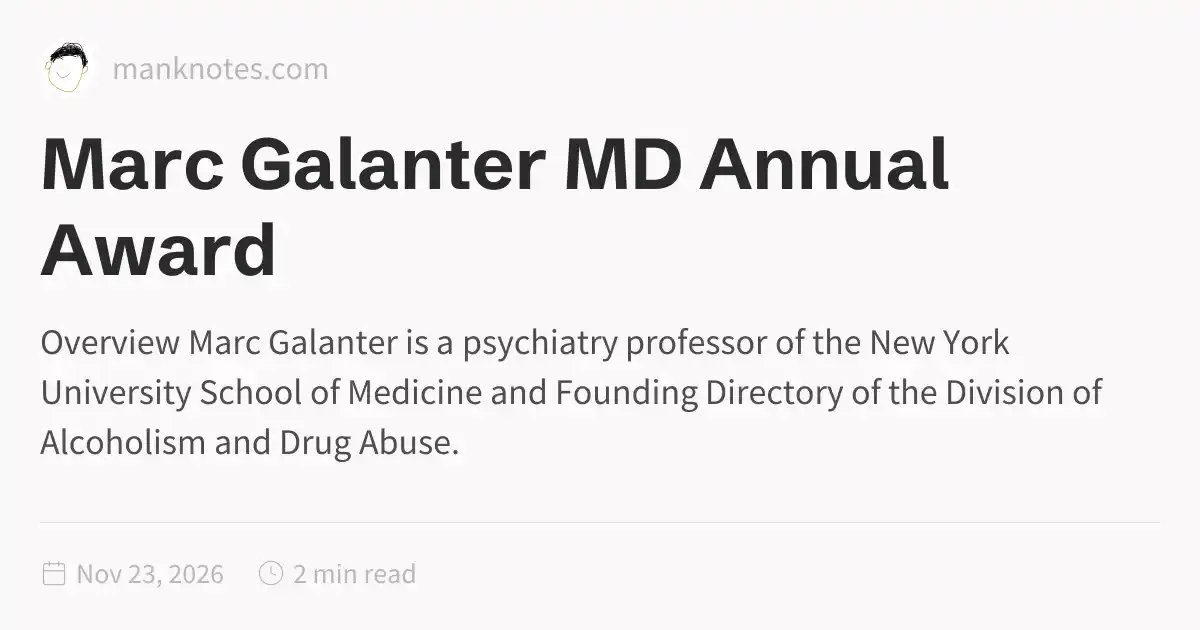 manknotes.com
Marc Galanter MD Annual
Award
Overview Marc Galanter is a psychiatry professor of the New York
University School of Medicine and Founding Directory of the Division of
Alcoholism and Drug Abuse.
Nov 23, 2026 2 min read